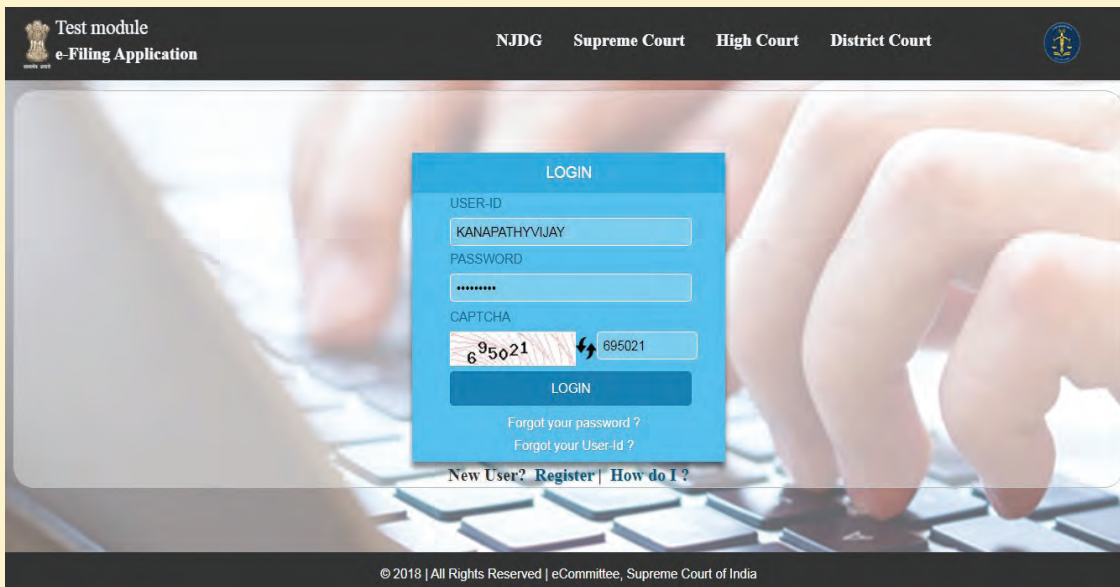 Test module
e-Filing Application
NJDG Supreme Court High Court District Court
LOGIN
USER-ID
KANAPATHYVIJAY
PASSWORD
•••••••••
CAPTCHA
695021 695021
LOGIN
Forgot your password ?
Forgot your User-Id ?
New User? Register | How do I ?
© 2018 | All Rights Reserved | eCommittee, Supreme Court of India